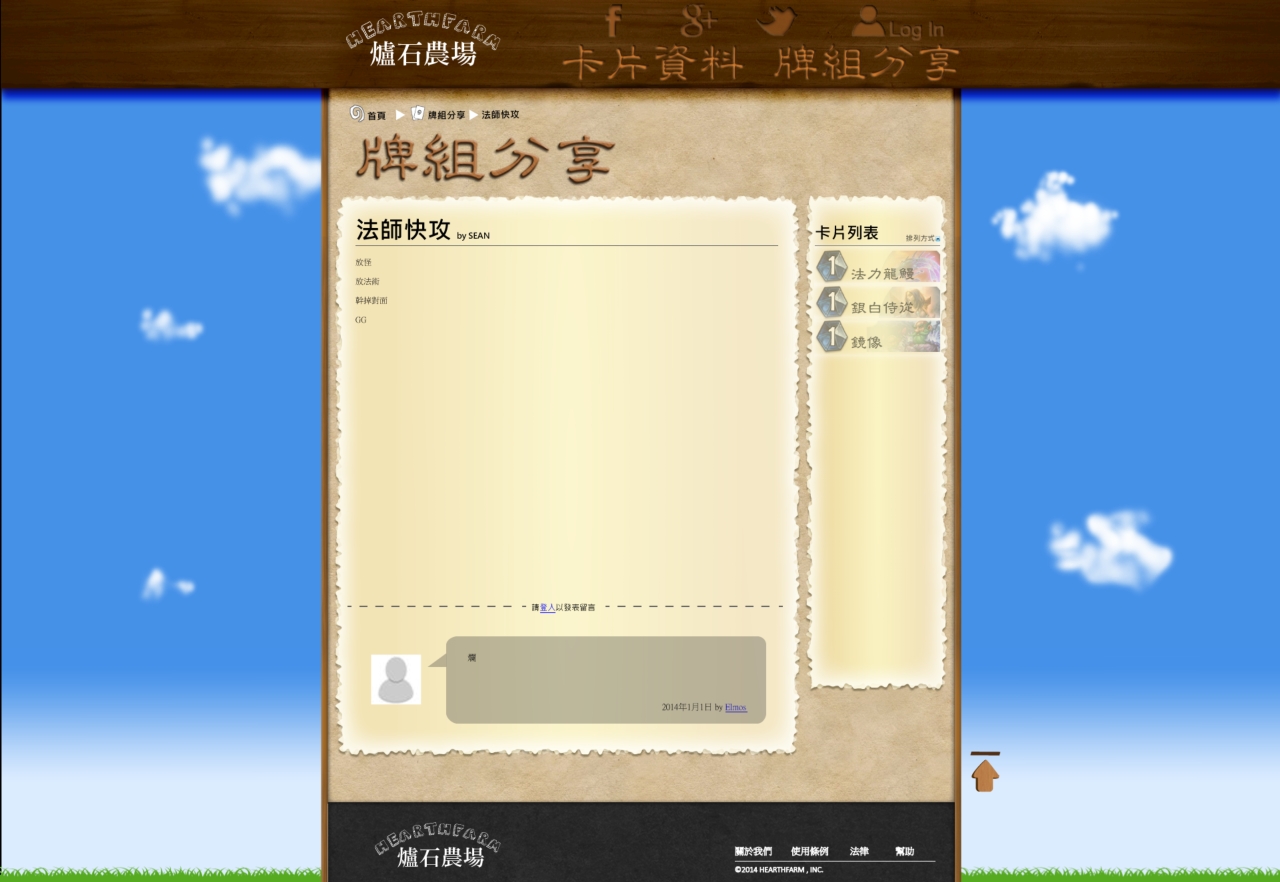 HEARTHFARM
爐石農場
g+ Log In
卡片資料 牌組分享
首頁 牌組分享 法師快攻
牌組分享
法師快攻 by SEAN
放怪
放法術
幹掉對面
GG
請登入以發表留言
爛
2014年1月1日 by Elmos
卡片列表 排列方式
1 法力龍鰻
1 銀白侍從
1 鏡像
HEARTHFARM
爐石農場
關於我們 使用條例 法律 幫助
©2014 HEARTHFARM , INC.